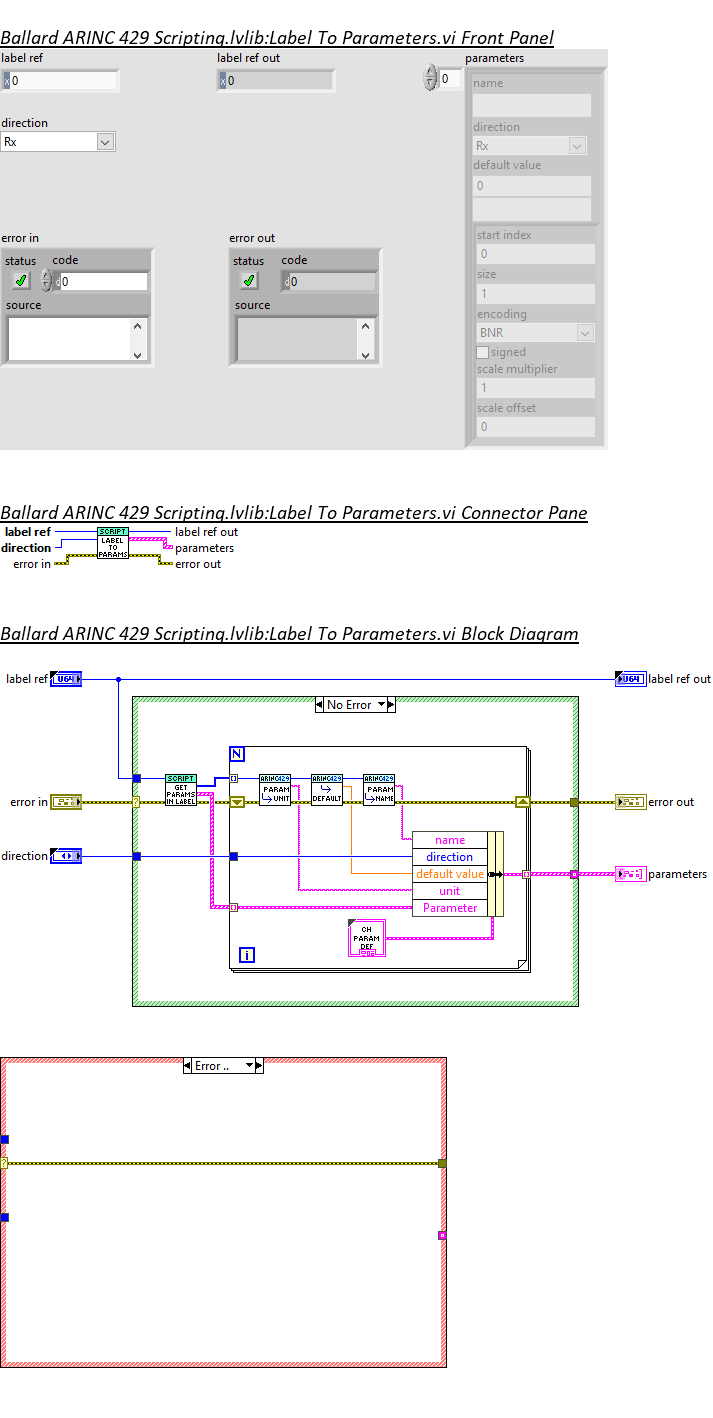 Ballard ARINC 429 Scripting.lvlib:Label To Parameters.vi Front Panel
label ref
label ref out
parameters
x 0
x 0
0
name
direction
direction
Rx
Rx
default value
0
error in
error out
start index
0
status
code
status
code
size
d 0
d 0
1
source
source
encoding
BNR
signed
scale multiplier
1
scale offset
0
Ballard ARINC 429 Scripting.lvlib:Label To Parameters.vi Connector Pane
label ref
SCRIPT
LABEL
TO
PARAMS
label ref out
direction
parameters
error in
error out
Ballard ARINC 429 Scripting.lvlib:Label To Parameters.vi Block Diagram
label ref
U64
U64
label ref out
No Error
N
SCRIPT
GET
PARAMS
IN LABEL
ARINC429
PARAM
UNIT
ARINC429
DEFAULT
ARINC429
PARAM
NAME
error in
?
error out
name
direction
direction
default value
parameters
unit
Parameter
CH
PARAM
DEF
i
Error ..
?